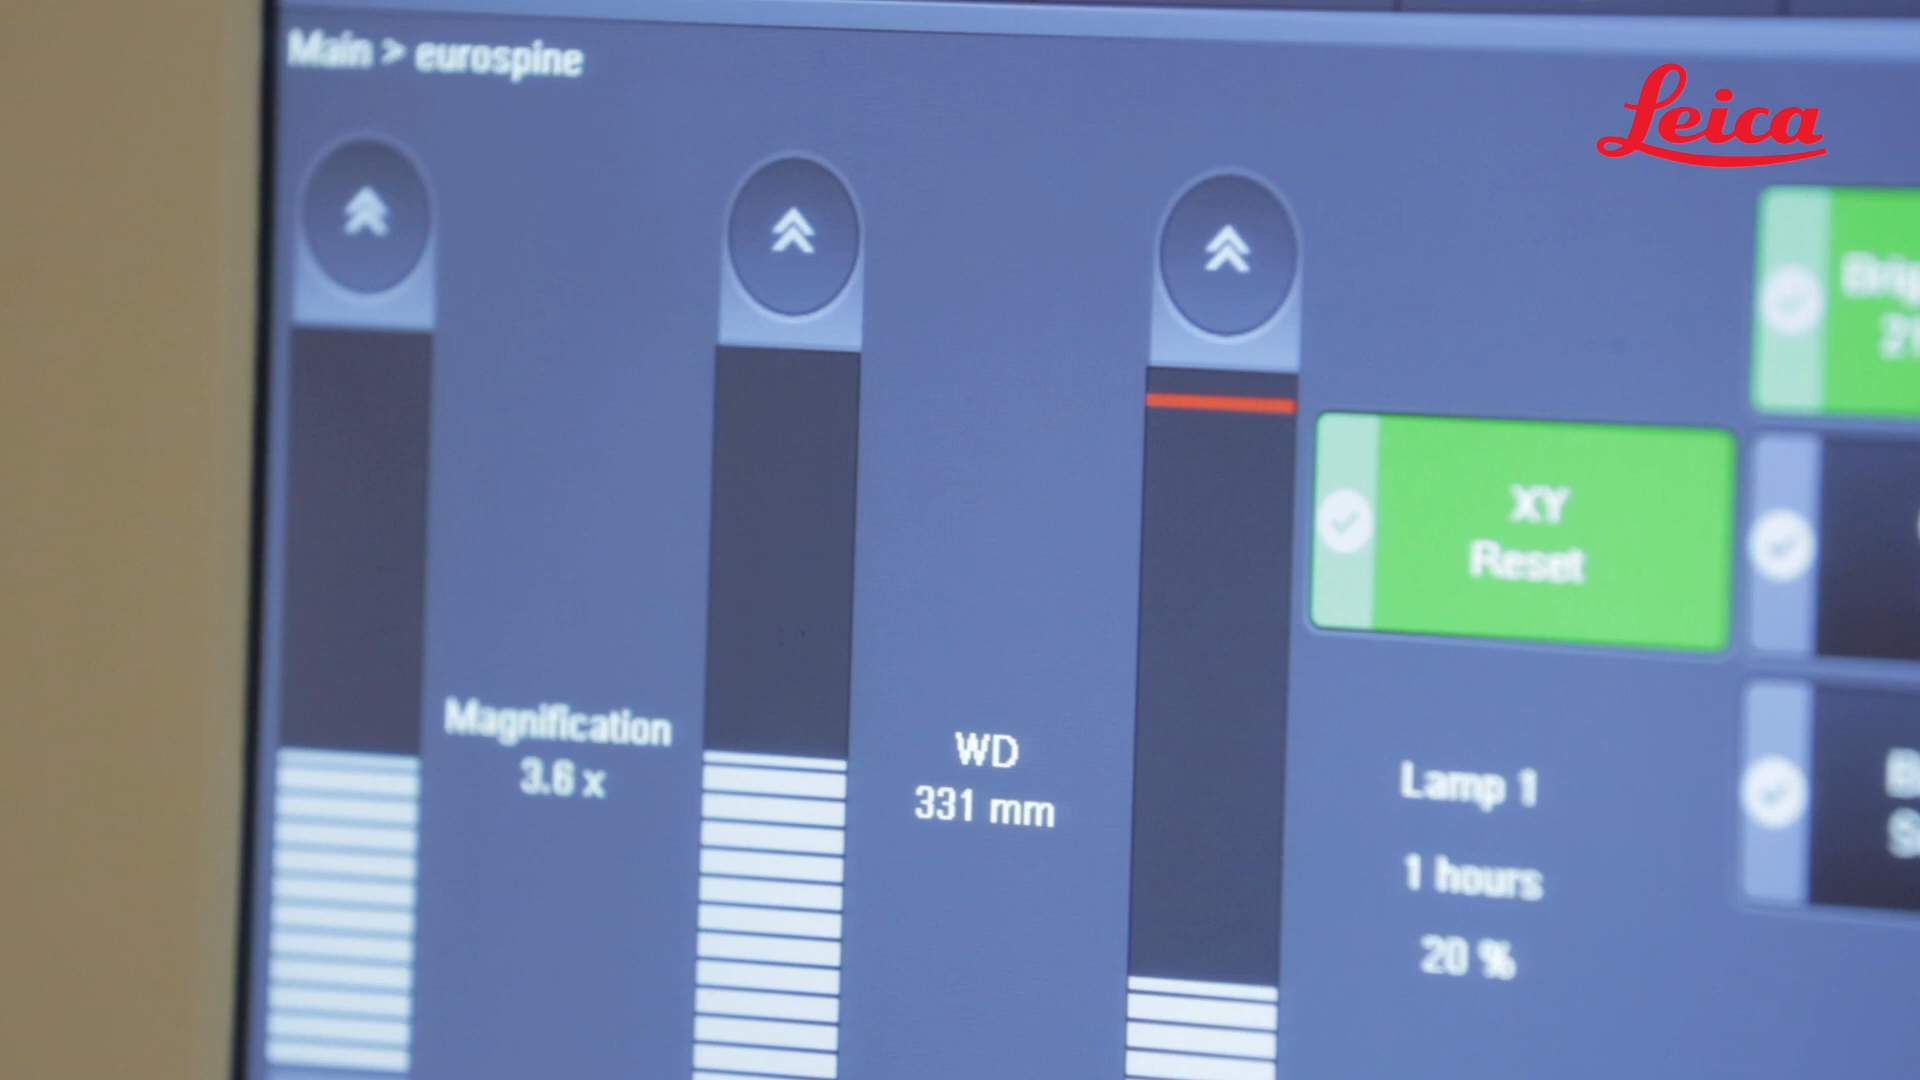 Main > eurospine
Leica
XY
Reset
Magnification
3.6 x
WD
331 mm
Lamp 1
1 hours
20 %